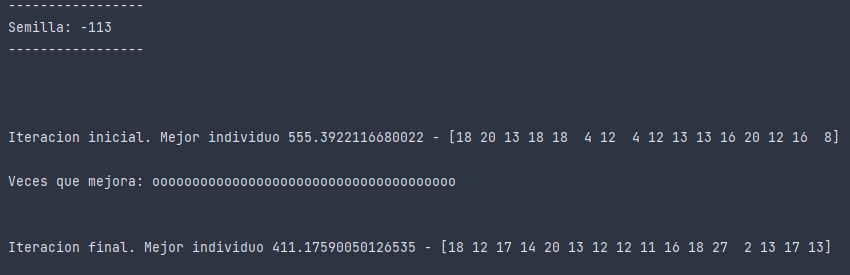 -----------------
Semilla: -113
-----------------
Iteracion inicial. Mejor individuo 555.3922116680022 - [18 20 13 18 18  4 12  4 12 13 13 16 20 12 16  8]
Veces que mejora: oooooooooooooooooooooooooooooooooooooo
Iteracion final. Mejor individuo 411.17590050126535 - [18 12 17 14 20 13 12 12 11 16 18 27  2 13 17 13]